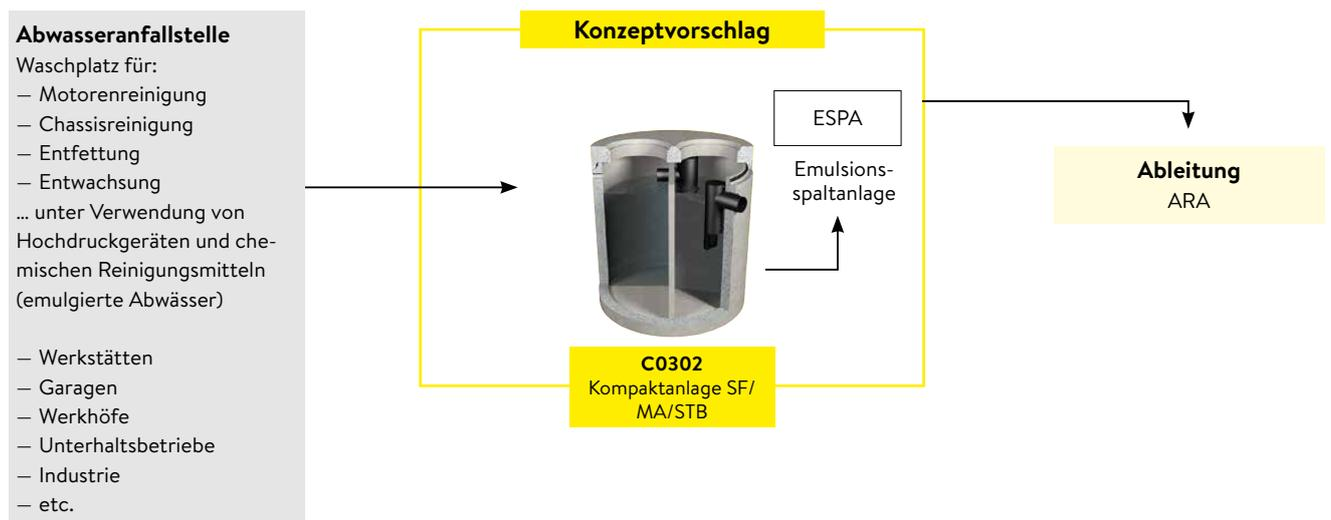 Abwasseranfallstelle
Waschplatz für:
— Motorenreinigung
— Chassisreinigung
— Entfettung
— Entwachsung
… unter Verwendung von
Hochdruckgeräten und che-
mischen Reinigungsmitteln
(emulgierte Abwässer)
— Werkstätten
— Garagen
— Werkhöfe
— Unterhaltsbetriebe
— Industrie
— etc.
Konzeptvorschlag
ESPA
Emulsions-
spaltanlage
C0302
Kompaktanlage SF/
MA/STB
Ableitung
ARA